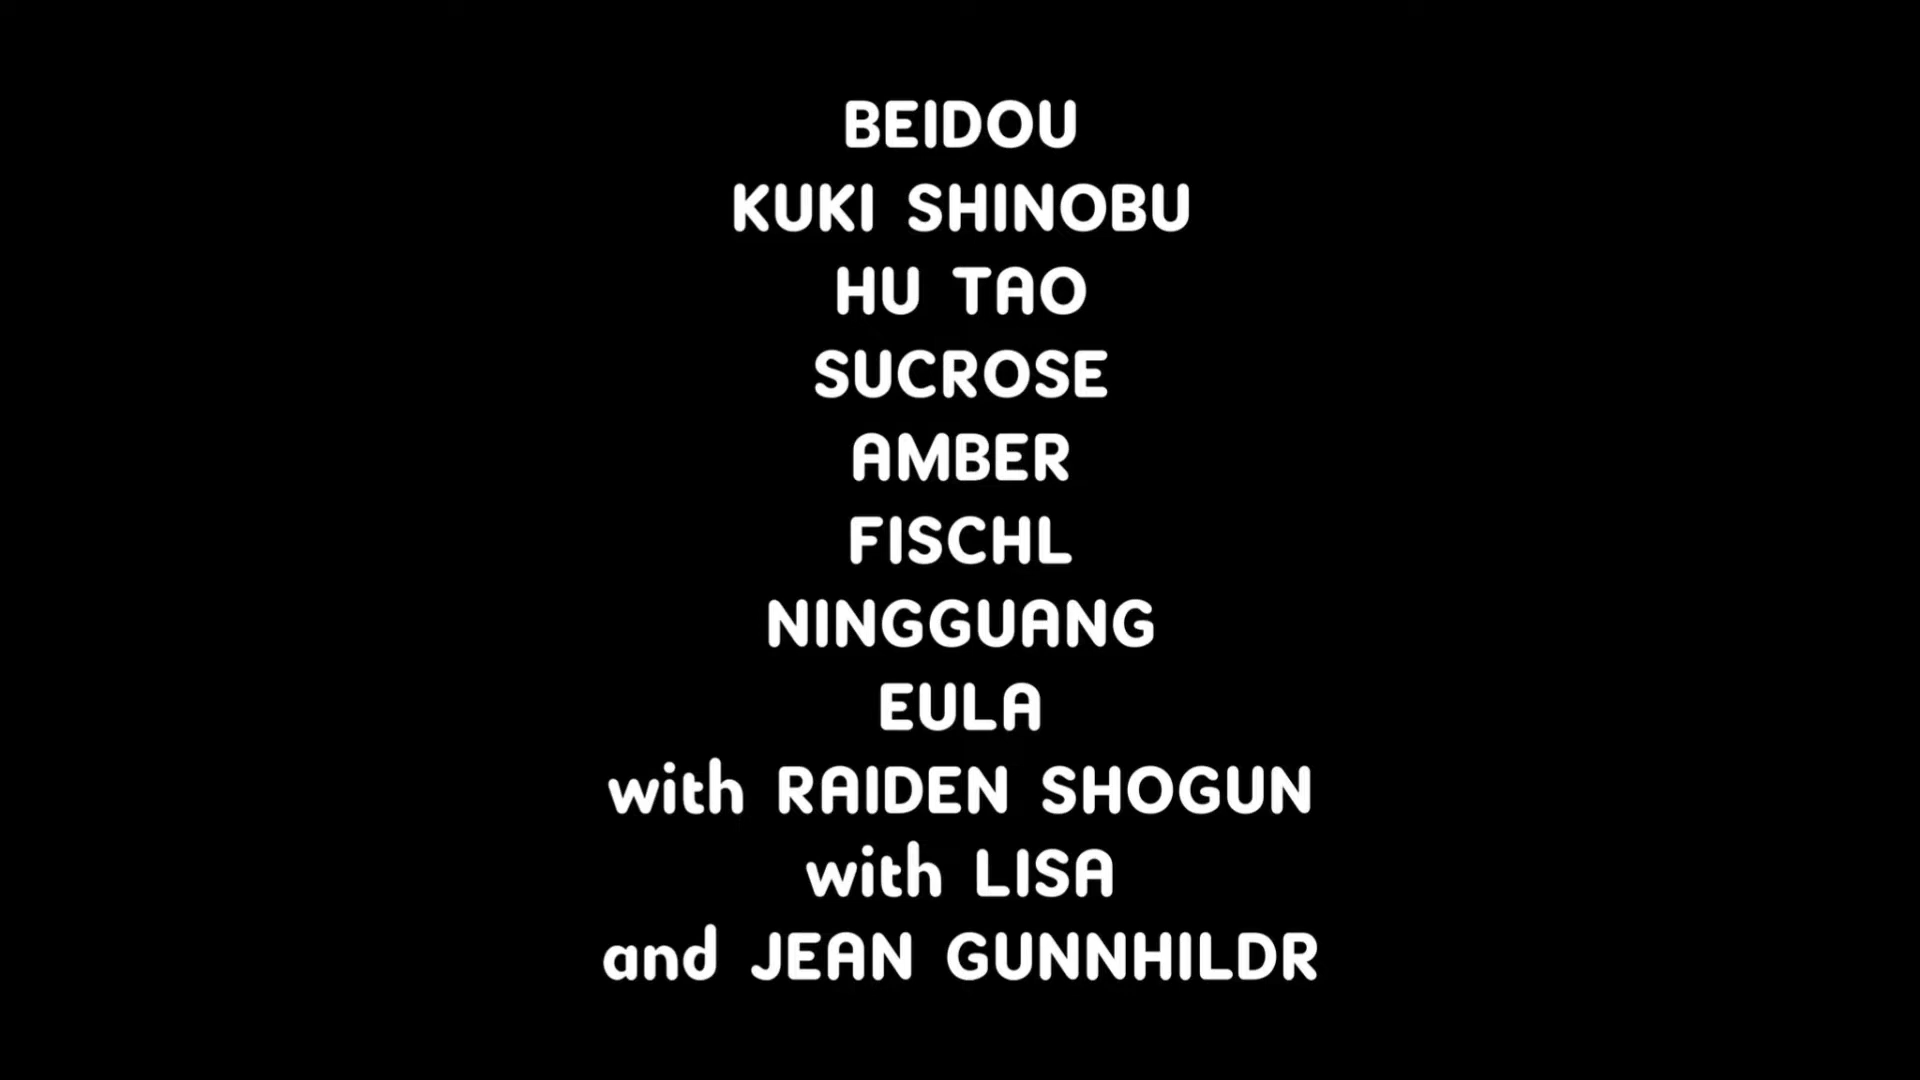 BEIDOU
KUKI SHINOBU
HU TAO
SUCROSE
AMBER
FISCHL
NINGGUANG
EULA
with RAIDEN SHOGUN
with LISA
and JEAN GUNNHILDR